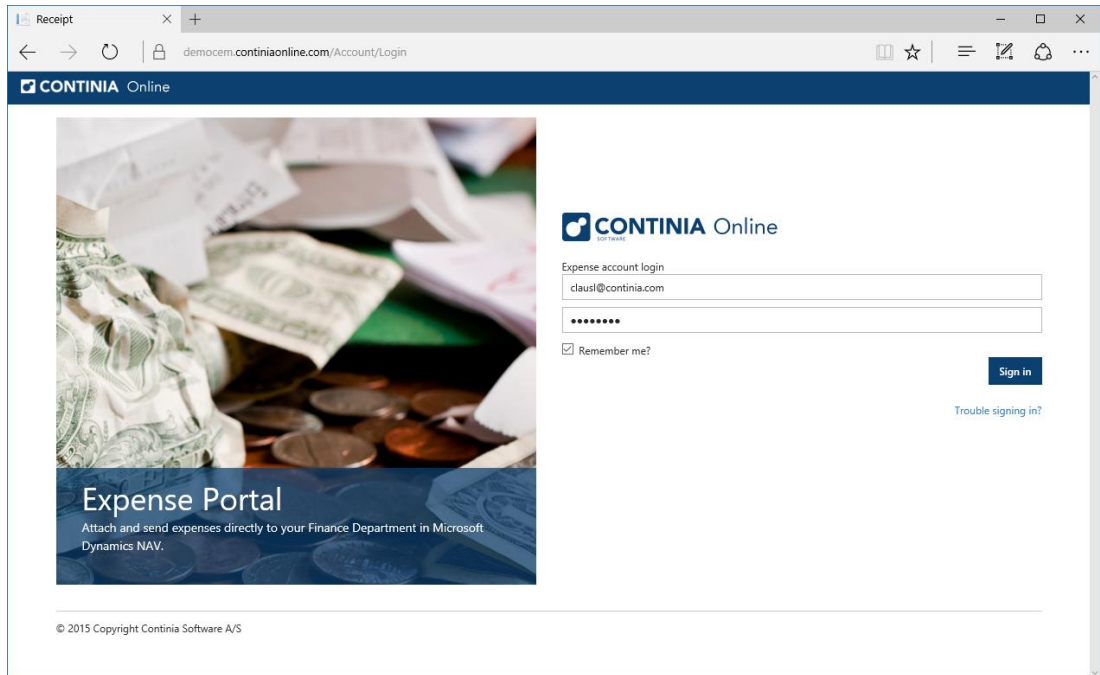 Receipt
democem.continiaonline.com/Account/Login
CONTINIA Online
CONTINIA Online
SOFTWARE
Expense account login
clausl@continia.com
••••••••
Remember me?
Sign in
Trouble signing in?
Expense Portal
Attach and send expenses directly to your Finance Department in Microsoft
Dynamics NAV.
© 2015 Copyright Continia Software A/S